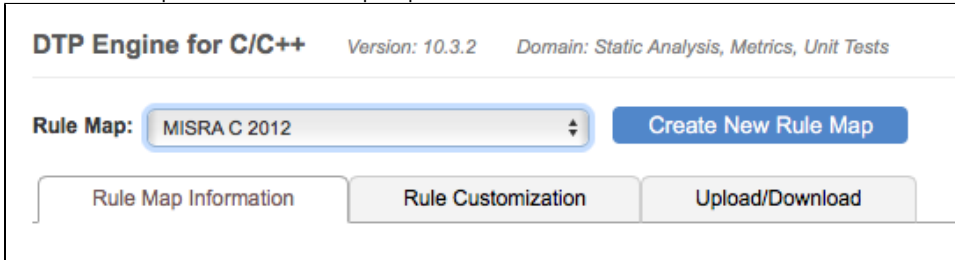 DTP Engine for C/C++ Version: 10.3.2 Domain: Static Analysis, Metrics, Unit Tests
Rule Map: MISRA C 2012 Create New Rule Map
Rule Map Information Rule Customization Upload/Download